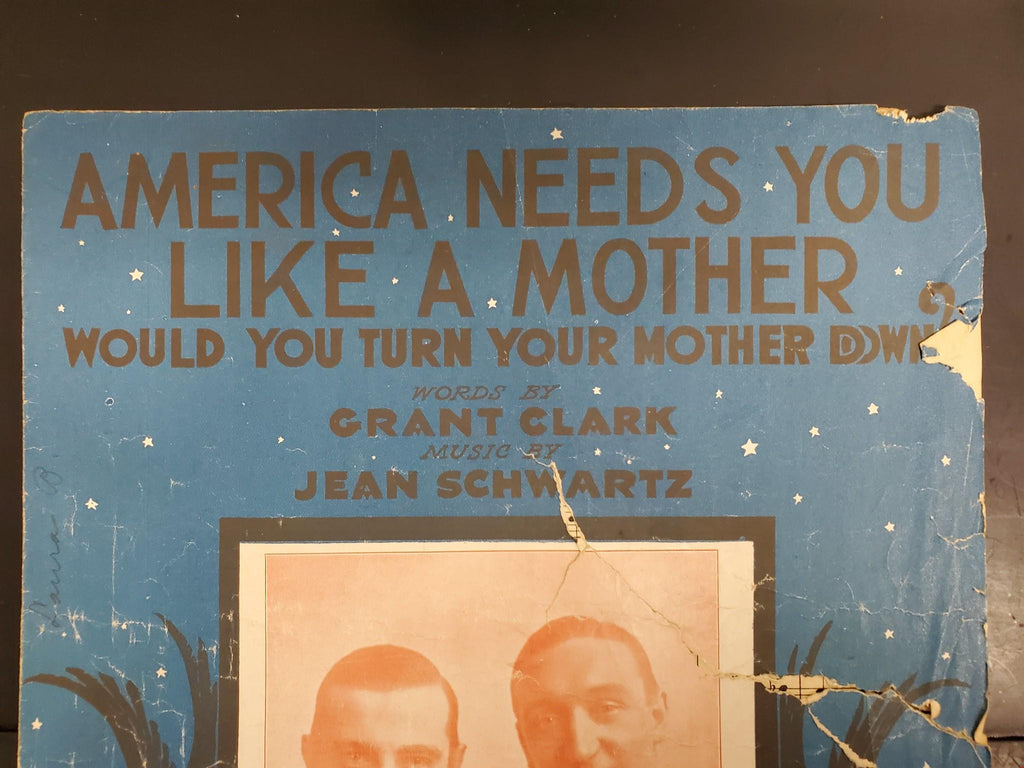 AMERICA NEEDS YOU
LIKE A MOTHER
WOULD YOU TURN YOUR MOTHER DOWN?
WORDS BY
GRANT CLARK
MUSIC BY
JEAN SCHWARTZ
Laura B.